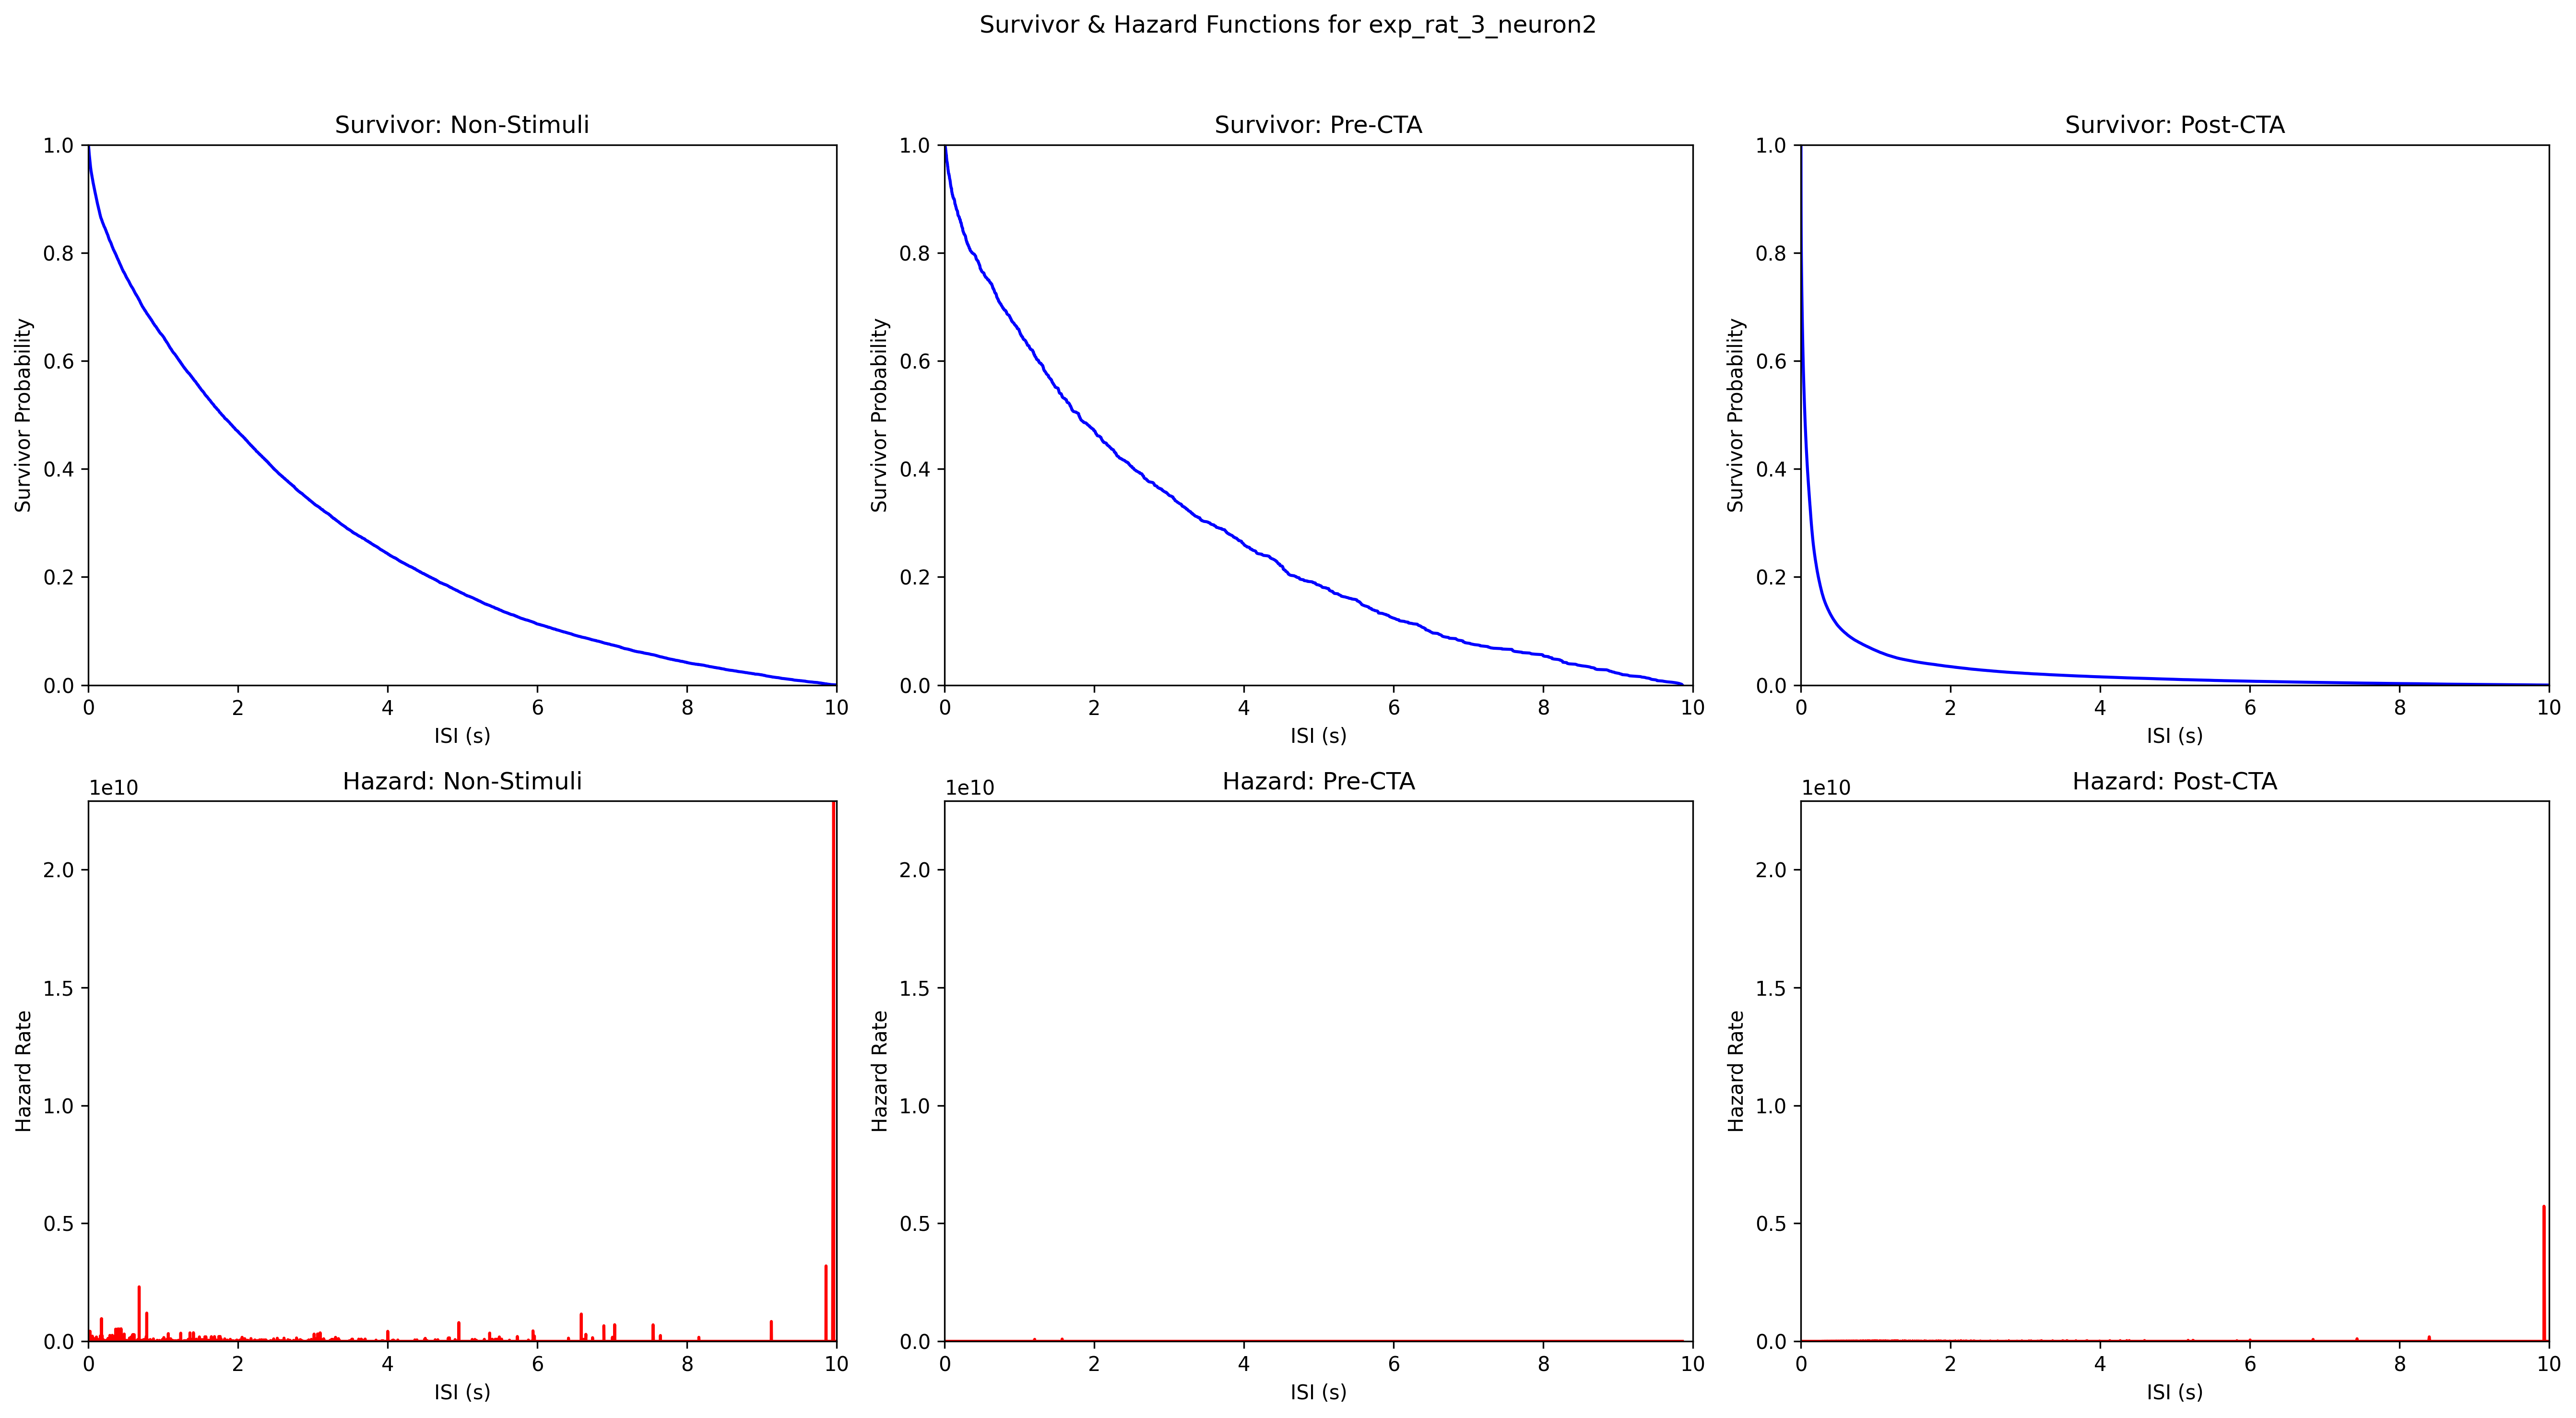 Survivor & Hazard Functions for exp_rat_3_neuron2
Survivor: Non-Stimuli
1.0
0.8
0.6
0.4
0.2
0.0
Survivor Probability
0 2 4 6 8 10
ISI (s)
Survivor: Pre-CTA
1.0
0.8
0.6
0.4
0.2
0.0
Survivor Probability
0 2 4 6 8 10
ISI (s)
Survivor: Post-CTA
1.0
0.8
0.6
0.4
0.2
0.0
Survivor Probability
0 2 4 6 8 10
ISI (s)
Hazard: Non-Stimuli
1e10
2.0
1.5
1.0
0.5
0.0
Hazard Rate
0 2 4 6 8 10
ISI (s)
Hazard: Pre-CTA
1e10
2.0
1.5
1.0
0.5
0.0
Hazard Rate
0 2 4 6 8 10
ISI (s)
Hazard: Post-CTA
1e10
2.0
1.5
1.0
0.5
0.0
Hazard Rate
0 2 4 6 8 10
ISI (s)